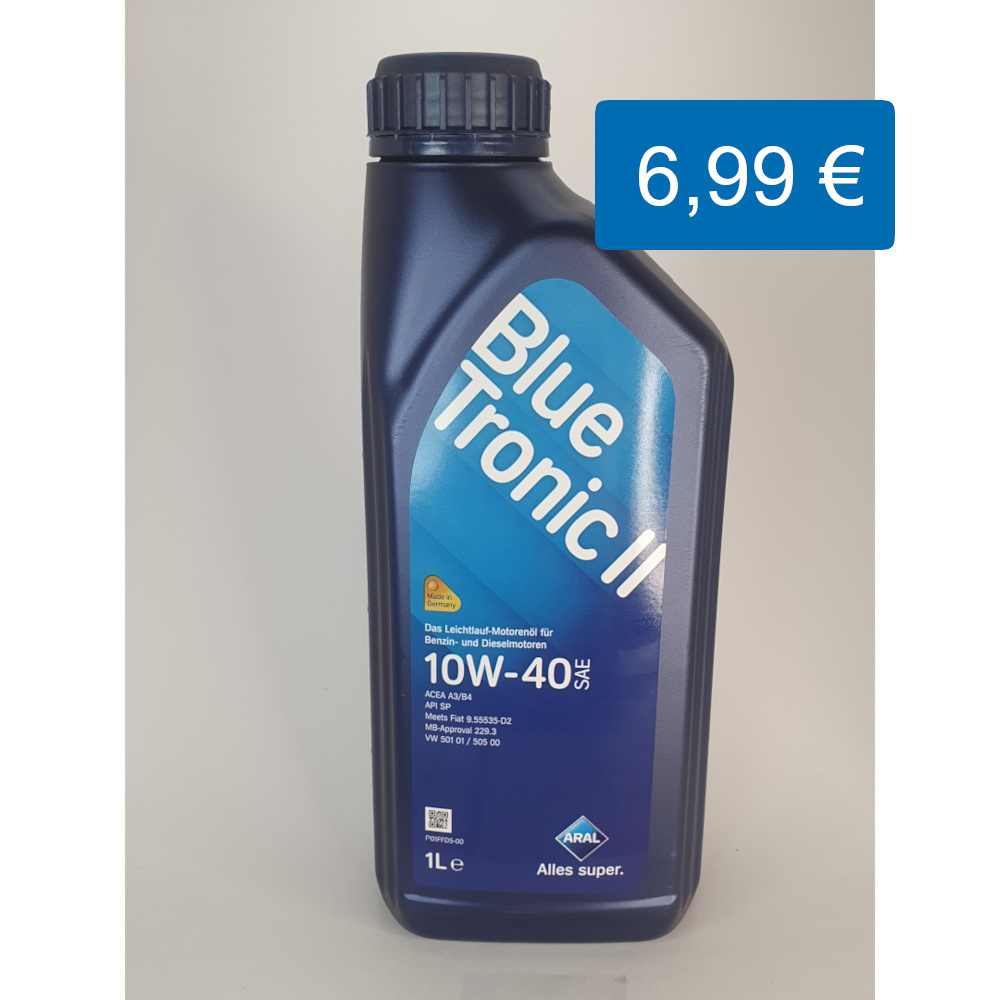 6,99 €
Blue
Tronic II
Made in
Germany
Das Leichtlauf-Motorenöl für
Benzin- und Dieselmotoren
10W-40 SAE
ACEA A3/B4
API SP
Meets Fiat 9.55535-D2
MB-Approval 229.3
VW 501 01 / 505 00
P01FFD5-00
1L e
ARAL
Alles super.